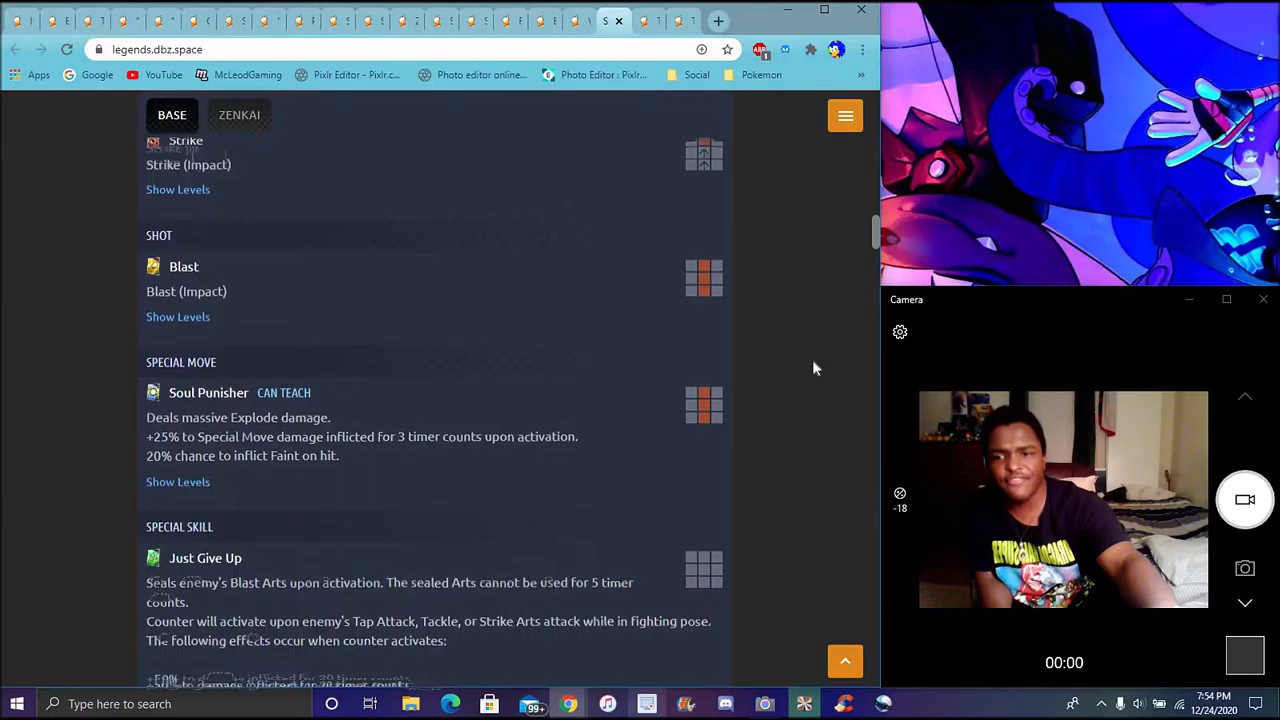 legends.dbz.space
Apps
Google
YouTube
McLeodGaming
Pixlr Editor - Pixlr.c...
Photo editor online...
Photo Editor : Pixlr...
Social
Pokemon
»
BASE
ZENKAI
Strike
Strike (Impact)
Show Levels
SHOT
Blast
Blast (Impact)
Show Levels
SPECIAL MOVE
Soul Punisher CAN TEACH
Deals massive Explode damage.
+25% to Special Move damage inflicted for 3 timer counts upon activation.
20% chance to inflict Faint on hit.
Show Levels
SPECIAL SKILL
Just Give Up
Seals enemy's Blast Arts upon activation. The sealed Arts cannot be used for 5 timer
counts.
Counter will activate upon enemy's Tap Attack, Tackle, or Strike Arts attack while in fighting pose.
The following effects occur when counter activates:
Camera
-18
00:00
Type here to search
99+
7:54 PM
12/24/2020